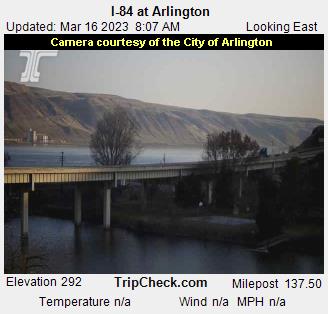 I-84 at Arlington
Updated: Mar 16 2023 8:07 AM Looking East
Camera courtesy of the City of Arlington
Elevation 292 TripCheck.com Milepost 137.50
Temperature n/a Wind n/a MPH n/a